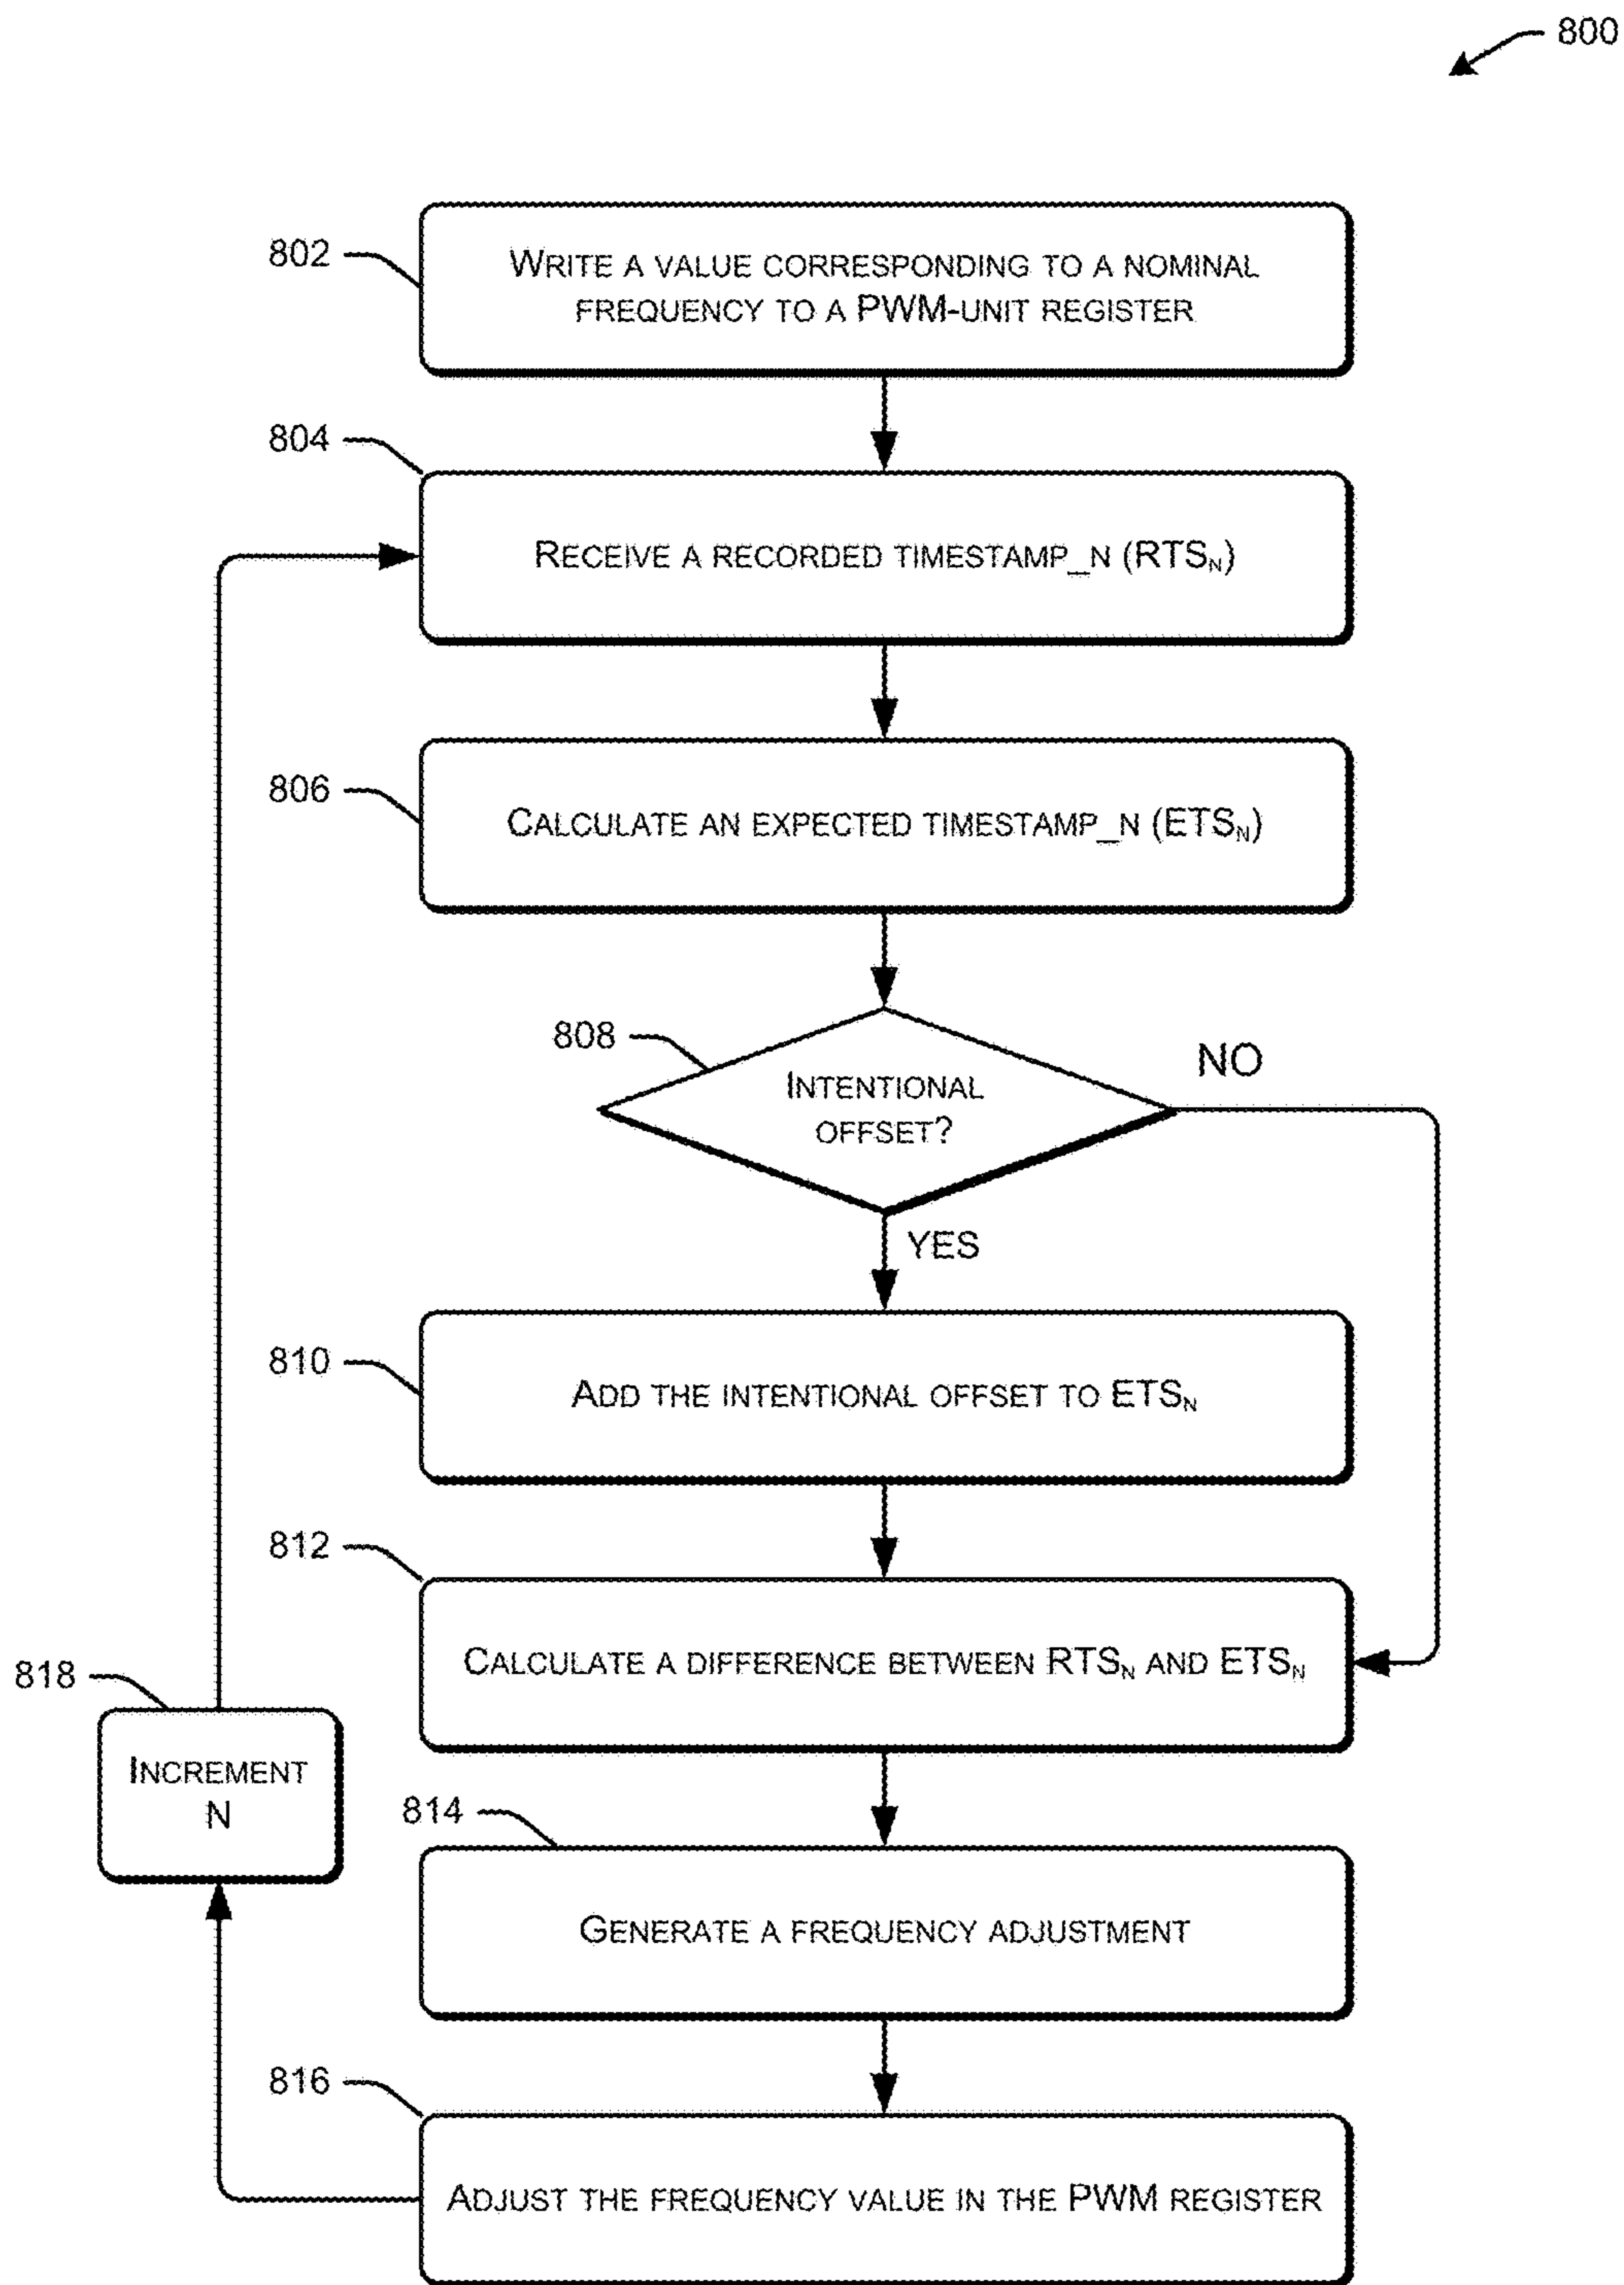 800
802
WRITE A VALUE CORRESPONDING TO A NOMINAL
FREQUENCY TO A PWM-UNIT REGISTER
804
RECEIVE A RECORDED TIMESTAMP_N (RTSN)
806
CALCULATE AN EXPECTED TIMESTAMP_N (ETSN)
808
INTENTIONAL
OFFSET?
NO
YES
810
ADD THE INTENTIONAL OFFSET TO ETSN
812
CALCULATE A DIFFERENCE BETWEEN RTSN AND ETSN
818
INCREMENT
N
814
GENERATE A FREQUENCY ADJUSTMENT
816
ADJUST THE FREQUENCY VALUE IN THE PWM REGISTER